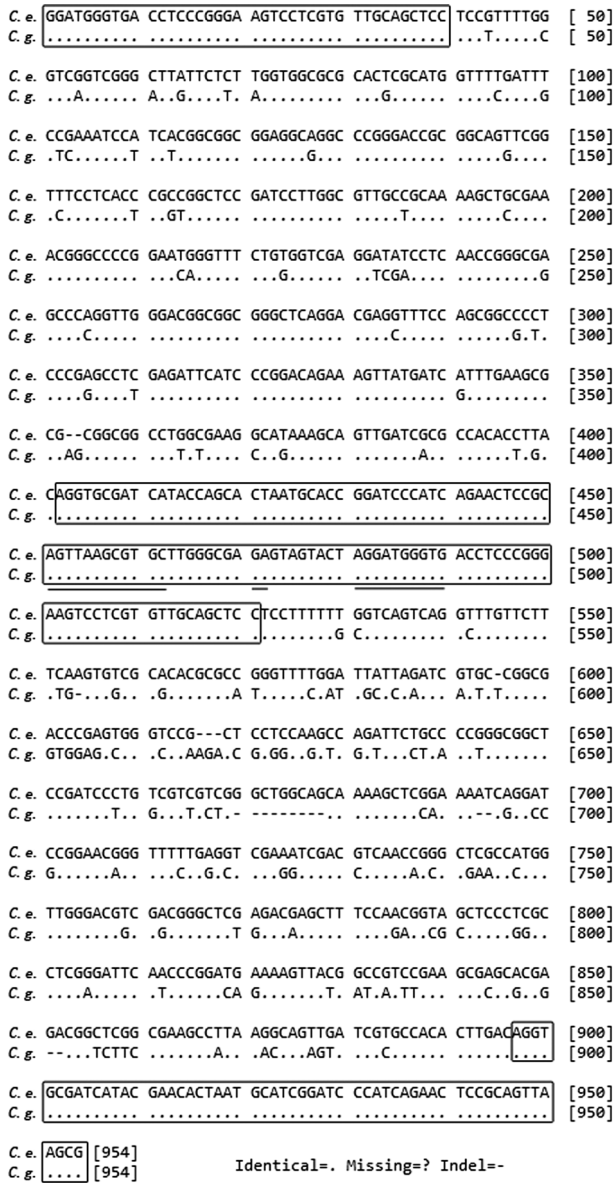 C. e. GGATGGGTGA CCTCCCGGGA AGTCCTCGTG TTGCAGCTCC TCCGTTTTGG [ 50]
C. g. .......... .......... .......... .......... ...T.....C [ 50]
C. e. GTCGGTCGGG CTTATTCTCT TGGTGGCGCG CACTCGCATG GTTTTGATTT [100]
C. g. ...A...... A..G....T. A......... ...G...... ....C....G [100]
C. e. CCGAAATCCA TCACGGCGGC GGAGGCAGGC CCGGGACCGC GGCAGTTCGG [150]
C. g. .TC......T ..T....... ......G... .......... .....G.... [150]
C. e. TTTCCTCACC CGCCGGCTCC GATCCTTGGC GTTGCCGCAA AAGCTGCGAA [200]
C. g. .C.......T ..GT...... .......... .....T.... .....C.... [200]
C. e. ACGGGCCCCG GAATGGGTTT CTGTGGTCGA GGATATCCTC AACCGGGCGA [250]
C. g. .......... ...CA..... ...G...... ..TCGA.... .........G [250]
C. e. GCCCAGGTTG GGACGGCGGC GGGCTCAGGA CGAGGTTTCC AGCGGCCCCT [300]
C. g. ....C..... .......... .......... ....C..... ......G.T. [300]
C. e. CCCGAGCCTC GAGATTCATC CCGGACAGAA AGTTATGATC ATTTGAAGCG [350]
C. g. ....G....T .......... .......... .......... G......... [350]
C. e. CG--CGGCGG CCTGGCGAAG GCATAAAGCA GTTGATCGCG CCACACCTTA [400]
C. g. ..AG...... ...T.T.... C..G...... .......A.. ......T.G. [400]
C. e. CAGGTGCGAT CATACCAGCA CTAATGCACC GGATCCCATC AGAACTCCGC [450]
C. g. .......... .......... .......... .......... .......... [450]
C. e. AGTTAAGCGT GCTTGGGCGA GAGTAGTACT AGGATGGGTG ACCTCCCGGG [500]
C. g. .......... .......... .......... .......... .......... [500]
C. e. AAGTCCTCGT GTTGCAGCTC CTCCTTTTTT GGTCAGTCAG GTTTGTTCTT [550]
C. g. .......... .......... .........G C......... .C........ [550]
C. e. TCAAGTGTCG CACACGCGCC GGGTTTTGGA TTATTAGATC GTGC-CGGCG [600]
C. g. .TG-...G.. .G.......A T.....C.AT .GC.C.A... A.T.T..... [600]
C. e. ACCCGAGTGG GTCCG---CT CCTCCAAGCC AGATTCTGCC CCGGGCGGCT [650]
C. g. GTGGAG.C.. .C..AAGA.C G.GG..G.T. G.T...CT.A ..T....... [650]
C. e. CCGATCCCTG TCGTCGTCGG GCTGGCAGCA AAAGCTCGGA AAATCAGGAT [700]
C. g. .......T.. G...T.CT.- --------.. .......CA. ..--.G..CC [700]
C. e. CCGGAACGGG TTTTTGAGGT CGAAATCGAC GTCAACCGGG CTCGCCATGG [750]
C. g. G.....A... ...C..G.C. ...GG..... C.....A.C. .GAA..C... [750]
C. e. TTGGGACGTC GACGGGCTCG AGACGAGCTT TCCAACGGTA GCTCCCTCGC [800]
C. g. ........G. .G.......T G...A..... ....GA..CG C.....GG.. [800]
C. e. CTCGGGATTC AACCCGGATG AAAAGTTACG GCCGTCCGAA GCGAGCACGA [850]
C. g. ....A..... .T......CA G.......T. AT.A.TT... ...C..G..G [850]
C. e. GACGGCTCGG CGAAGCCTTA AGGCAGTTGA TCGTGCCACA CTTGACAGGT [900]
C. g. --...TCTTC .......A.. .AC...AGT. ...C...... .......... [900]
C. e. GCGATCATAC GAACACTAAT GCATCGGATC CCATCAGAAC TCCGCAGTTA [950]
C. g. .......... .......... .......... .......... .......... [950]
C. e. AGCG [954]
C. g. .... [954]
Identical=. Missing=? Indel=-